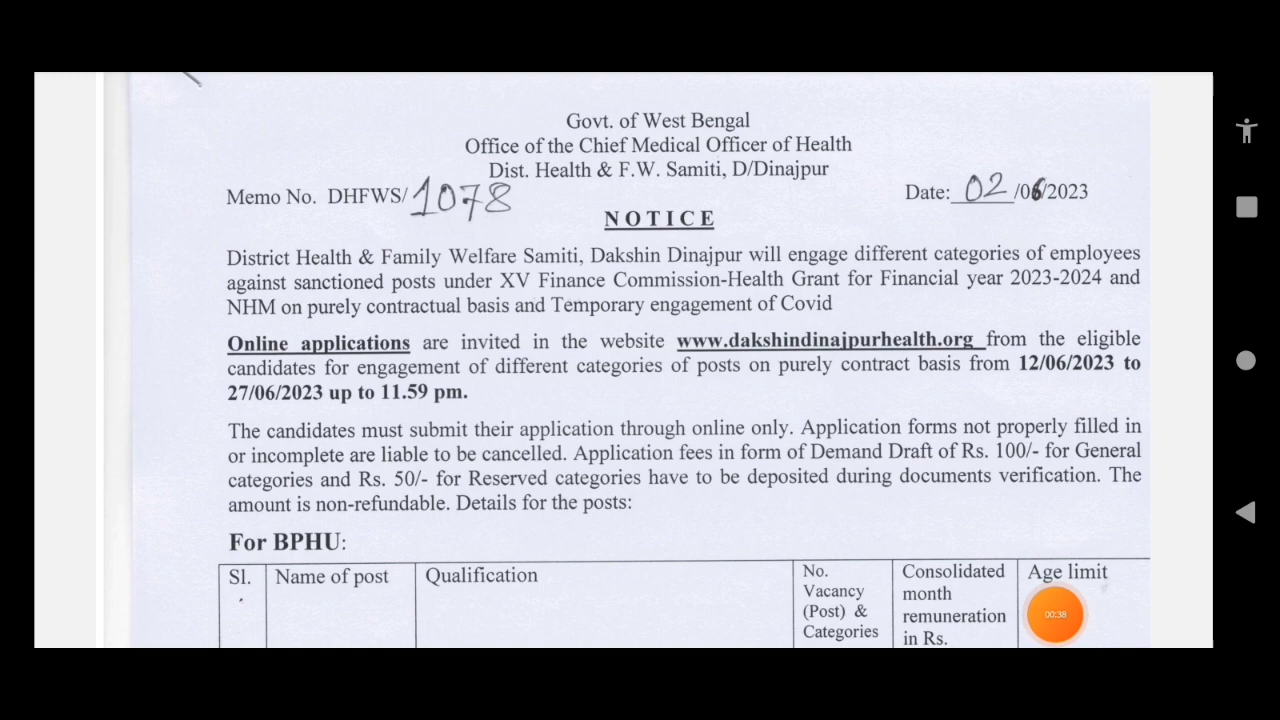 Govt. of West Bengal
Office of the Chief Medical Officer of Health
Dist. Health & F.W. Samiti, D/Dinajpur
Memo No. DHFWS/1078
Date: 02/06/2023
NOTICE
District Health & Family Welfare Samiti, Dakshin Dinajpur will engage different categories of employees
against sanctioned posts under XV Finance Commission-Health Grant for Financial year 2023-2024 and
NHM on purely contractual basis and Temporary engagement of Covid
Online applications are invited in the website www.dakshindinajpurhealth.org from the eligible
candidates for engagement of different categories of posts on purely contract basis from 12/06/2023 to
27/06/2023 up to 11.59 pm.
The candidates must submit their application through online only. Application forms not properly filled in
or incomplete are liable to be cancelled. Application fees in form of Demand Draft of Rs. 100/- for General
categories and Rs. 50/- for Reserved categories have to be deposited during documents verification. The
amount is non-refundable. Details for the posts:
For BPHU:
Sl.
Name of post
Qualification
No.
Vacancy
(Post) &
Categories
Consolidated
month
remuneration
in Rs.
Age limit
00:38